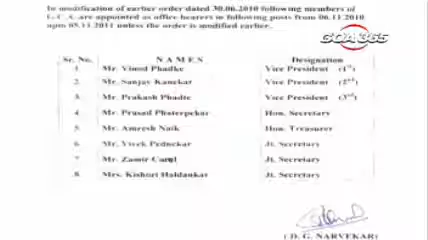 In modification of earlier order dated 30.06.2010 following members of
G.C.A. are appointed as office bearers in following posts from 06.11.2010
upto 05.11.2011 unless the order is modified earlier.
GOA365
Sr. No. N A M E S Designation
1 Mr. Vinod Phadke Vice President (1st)
2. Mr. Sanjay Kanekar Vice President (2nd)
3. Mr. Prakash Phadte Vice President (3rd)
4 Mr. Prasad Phaterpekar Hon. Secretary
5 Mr. Amresh Naik Hon. Treasurer
6 Mr. Vivek Pednekar Jt. Secretary
7 Mr. Zamir Jt. Secretary
8 Mrs. Kishori Haldankar Jt. Secretary
( D. G. NARVEKAR)